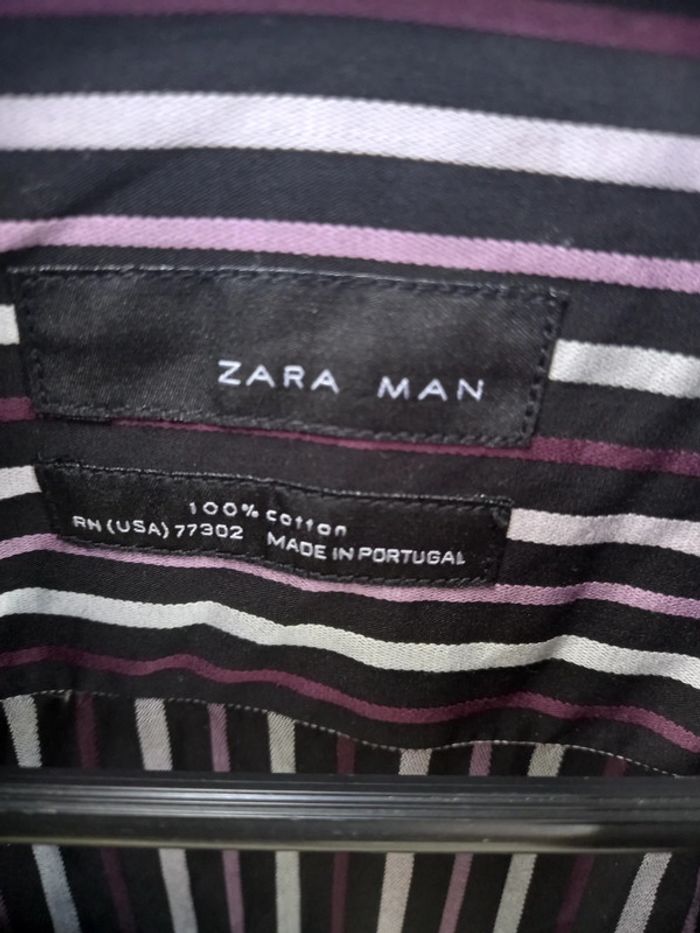 ZARA MAN
100% cotton
RN (USA) 77302 MADE IN PORTUGAL